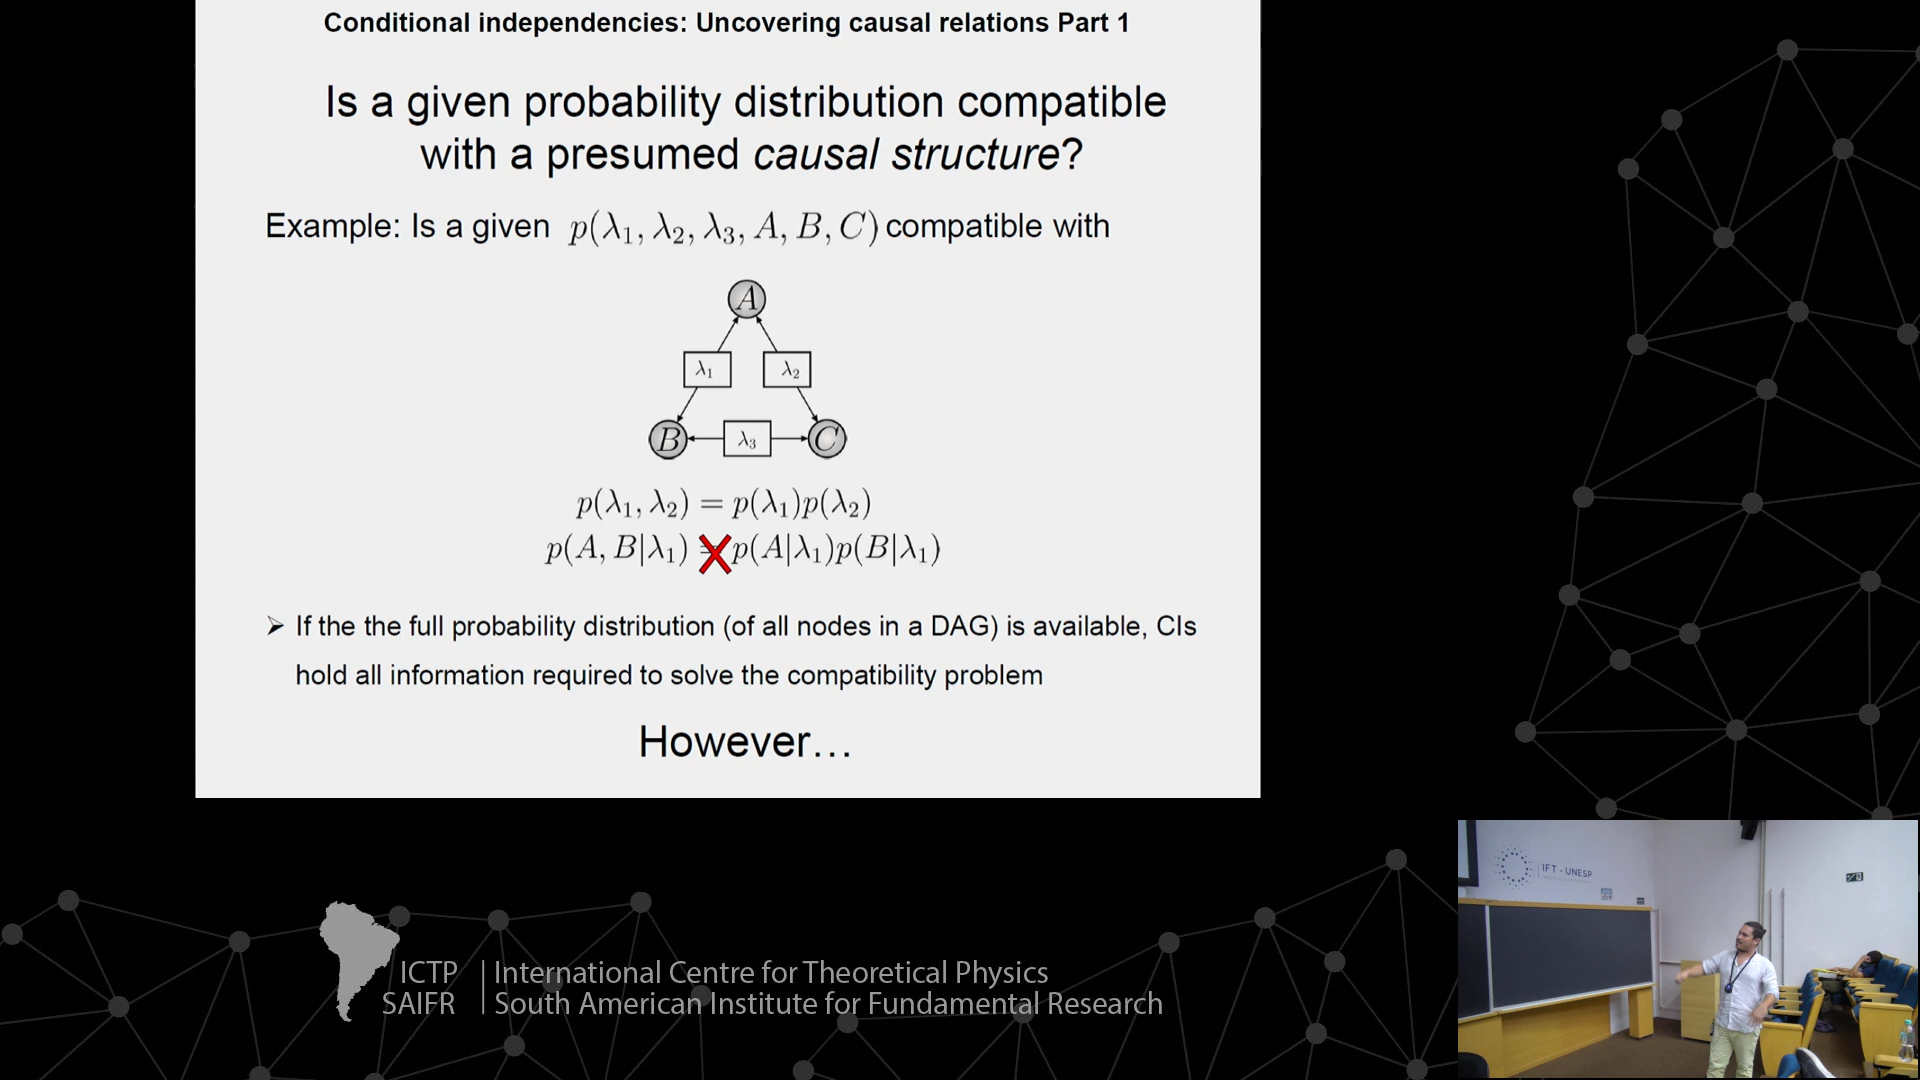 Conditional independencies: Uncovering causal relations Part 1
Is a given probability distribution compatible
with a presumed causal structure?
Example: Is a given p(λ₁, λ₂, λ₃, A, B, C) compatible with
A
λ₁ λ₂
B λ₃ C
p(λ₁, λ₂) = p(λ₁)p(λ₂)
p(A, B|λ₁) = p(A|λ₁)p(B|λ₁)
➢ If the the full probability distribution (of all nodes in a DAG) is available, CIs
hold all information required to solve the compatibility problem
However…
IFT - UNESP
ICTP | International Centre for Theoretical Physics
SAIFR | South American Institute for Fundamental Research